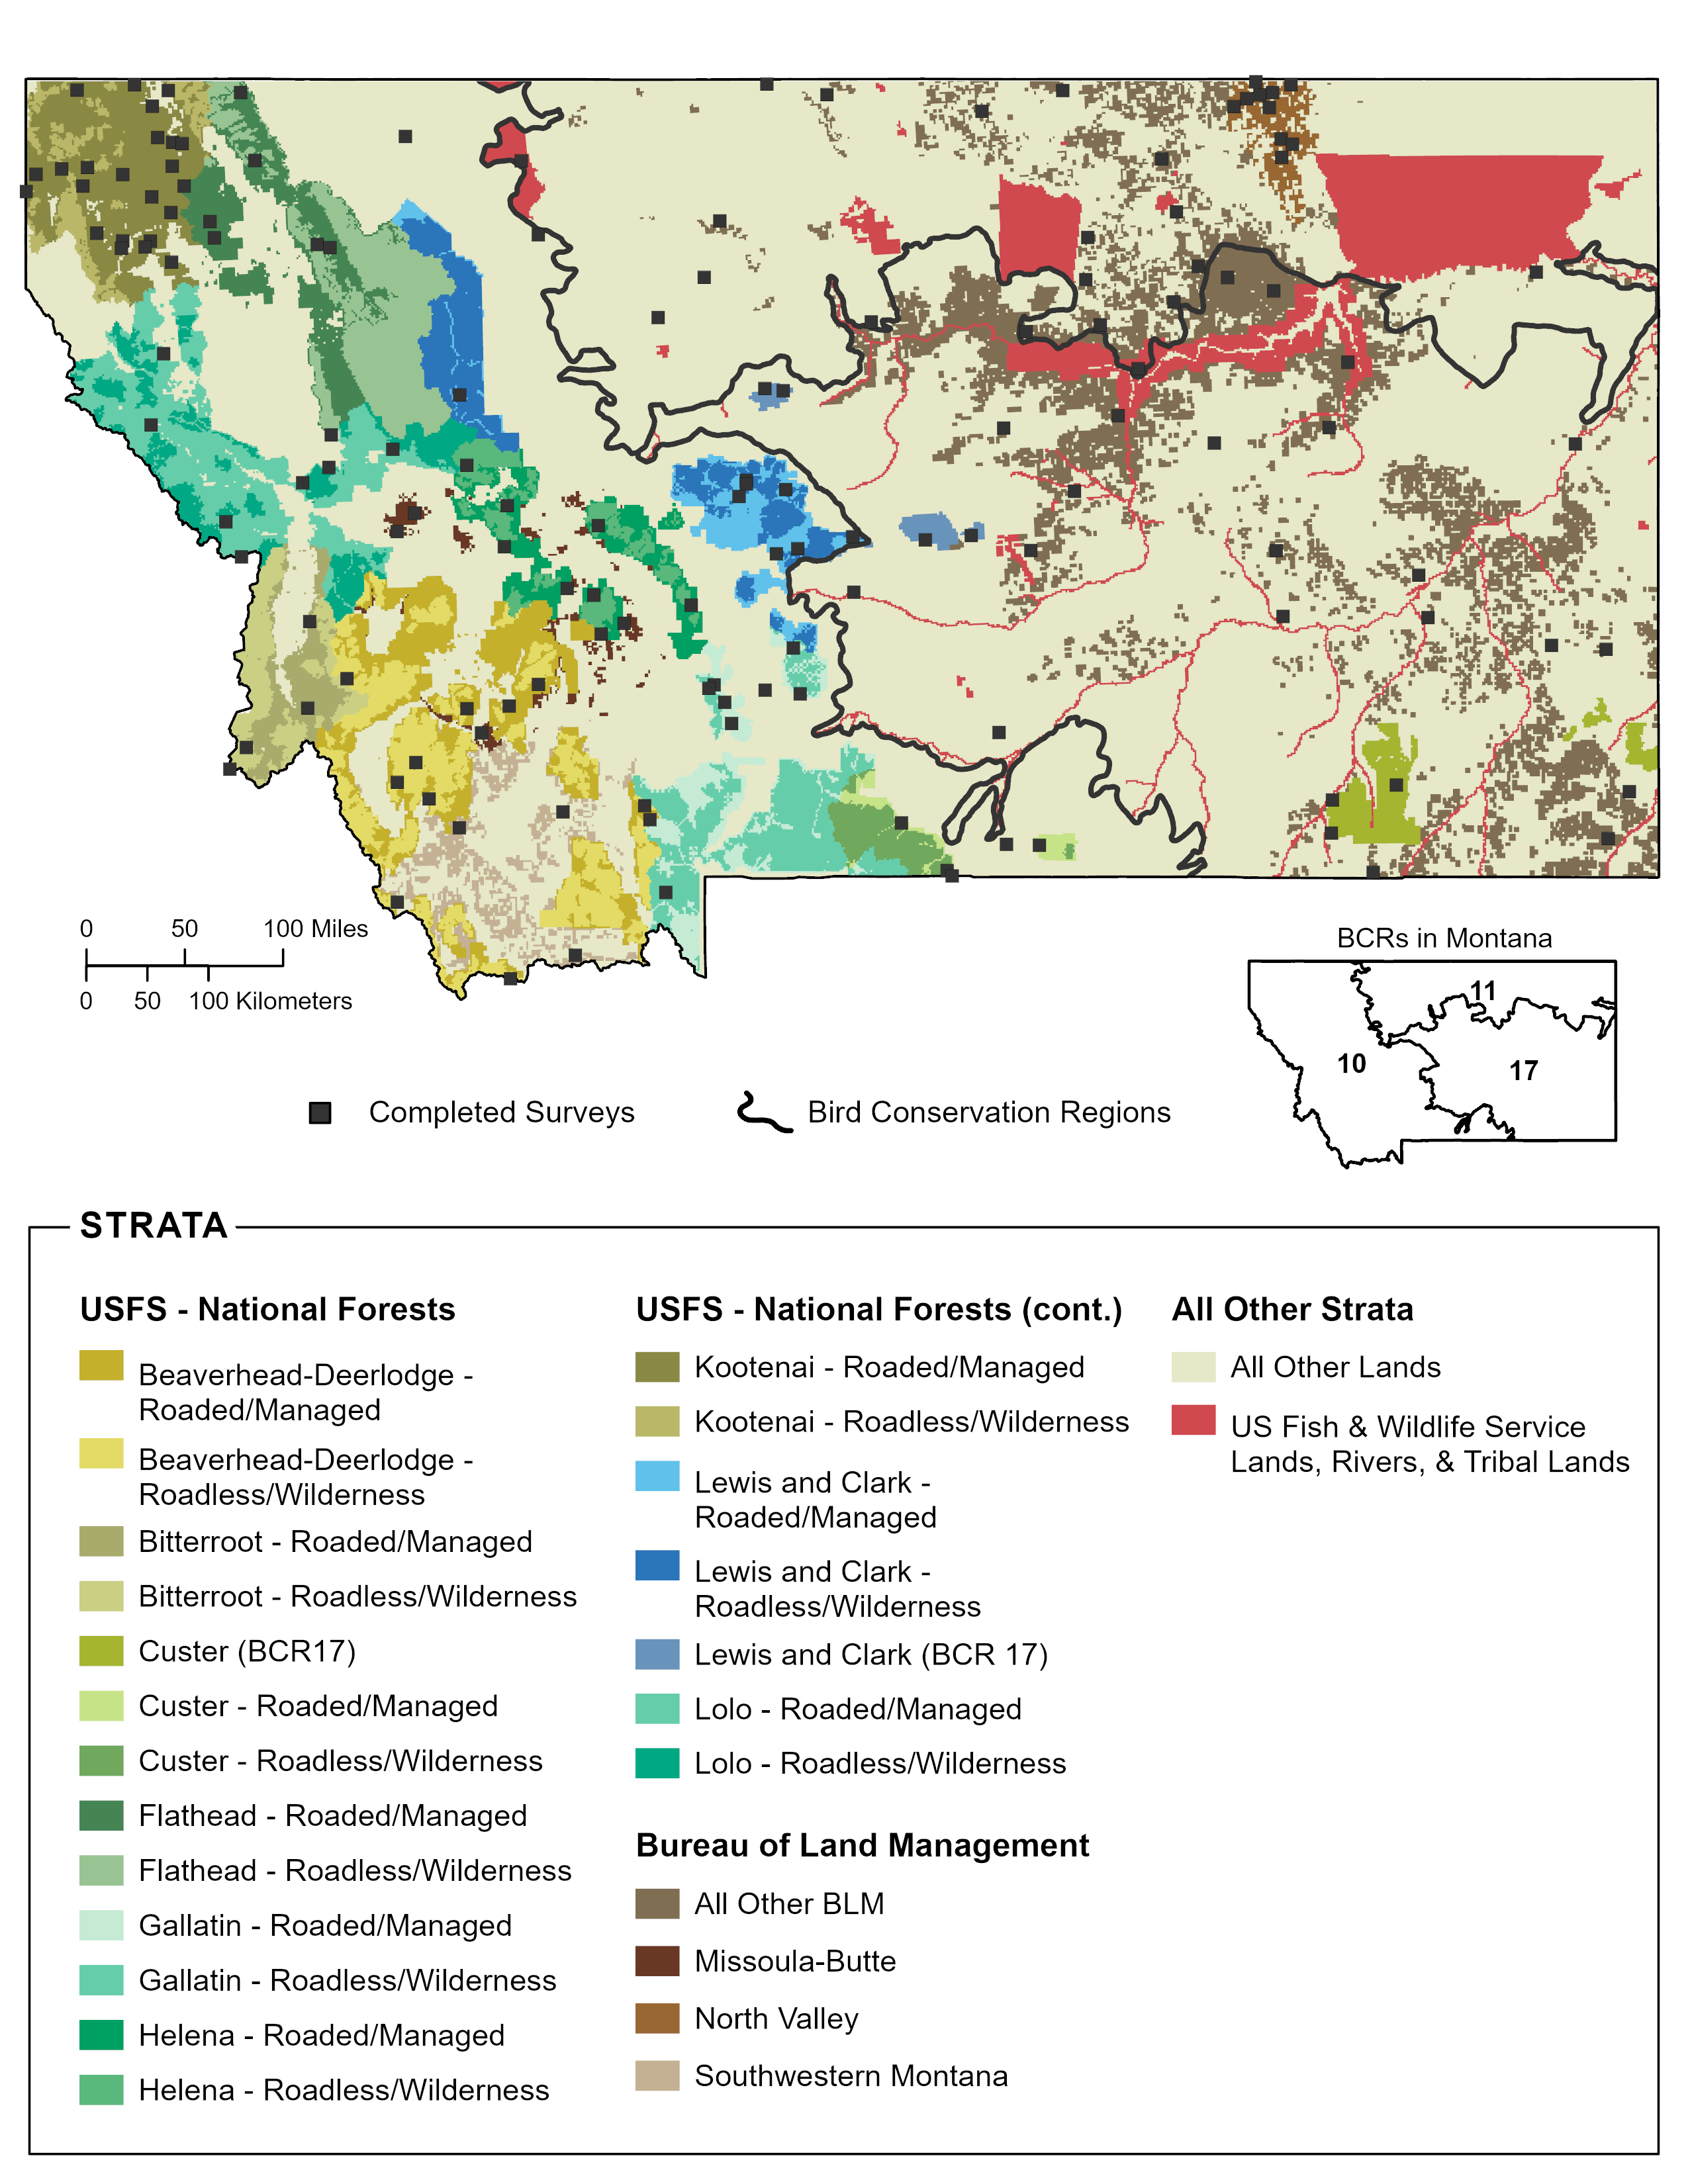 0 50 100 Miles
0 50 100 Kilometers
BCRs in Montana
11
10
17
Completed Surveys
Bird Conservation Regions
STRATA
USFS - National Forests
Beaverhead-Deerlodge -
Roaded/Managed
Beaverhead-Deerlodge -
Roadless/Wilderness
Bitterroot - Roaded/Managed
Bitterroot - Roadless/Wilderness
Custer (BCR17)
Custer - Roaded/Managed
Custer - Roadless/Wilderness
Flathead - Roaded/Managed
Flathead - Roadless/Wilderness
Gallatin - Roaded/Managed
Gallatin - Roadless/Wilderness
Helena - Roaded/Managed
Helena - Roadless/Wilderness
USFS - National Forests (cont.)
Kootenai - Roaded/Managed
Kootenai - Roadless/Wilderness
Lewis and Clark -
Roaded/Managed
Lewis and Clark -
Roadless/Wilderness
Lewis and Clark (BCR 17)
Lolo - Roaded/Managed
Lolo - Roadless/Wilderness
Bureau of Land Management
All Other BLM
Missoula-Butte
North Valley
Southwestern Montana
All Other Strata
All Other Lands
US Fish & Wildlife Service
Lands, Rivers, & Tribal Lands